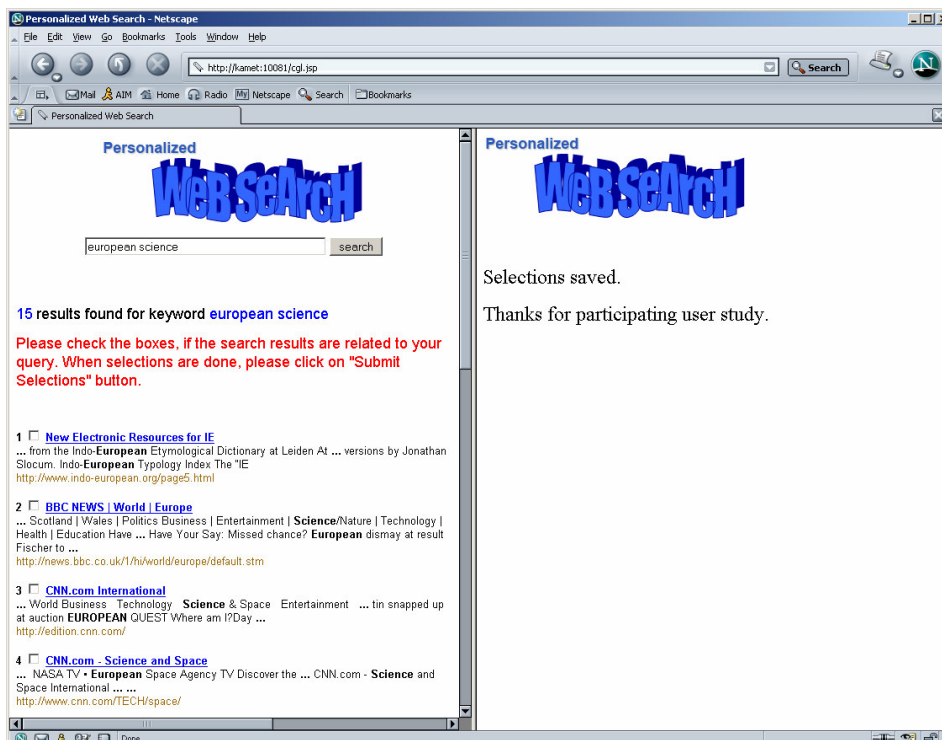 Personalized Web Search - Netscape
File Edit View Go Bookmarks Tools Window Help
http://kamet:10081/cgl.jsp
Search
Mail AIM Home Radio My Netscape Search Bookmarks
Personalized Web Search
Personalized
WeBSeArcH
european science
search
15 results found for keyword european science
Please check the boxes, if the search results are related to your
query. When selections are done, please click on "Submit
Selections" button.
1 New Electronic Resources for IE
... from the Indo-European Etymological Dictionary at Leiden At ... versions by Jonathan
Slocum. Indo-European Typology Index The "IE
http://www.indo-european.org/page5.html
2 BBC NEWS | World | Europe
... Scotland | Wales | Politics Business | Entertainment | Science/Nature | Technology |
Health | Education Have ... Have Your Say: Missed chance? European dismay at result
Fischer to ...
http://news.bbc.co.uk/1/hi/world/europe/default.stm
3 CNN.com International
... World Business Technology Science & Space Entertainment ... tin snapped up
at auction EUROPEAN QUEST Where am I?Day ...
http://edition.cnn.com/
4 CNN.com - Science and Space
... NASA TV • European Space Agency TV Discover the ... CNN.com - Science and
Space International ... ...
http://www.cnn.com/TECH/space/
Personalized
WeBSeArcH
Selections saved.
Thanks for participating user study.
Done